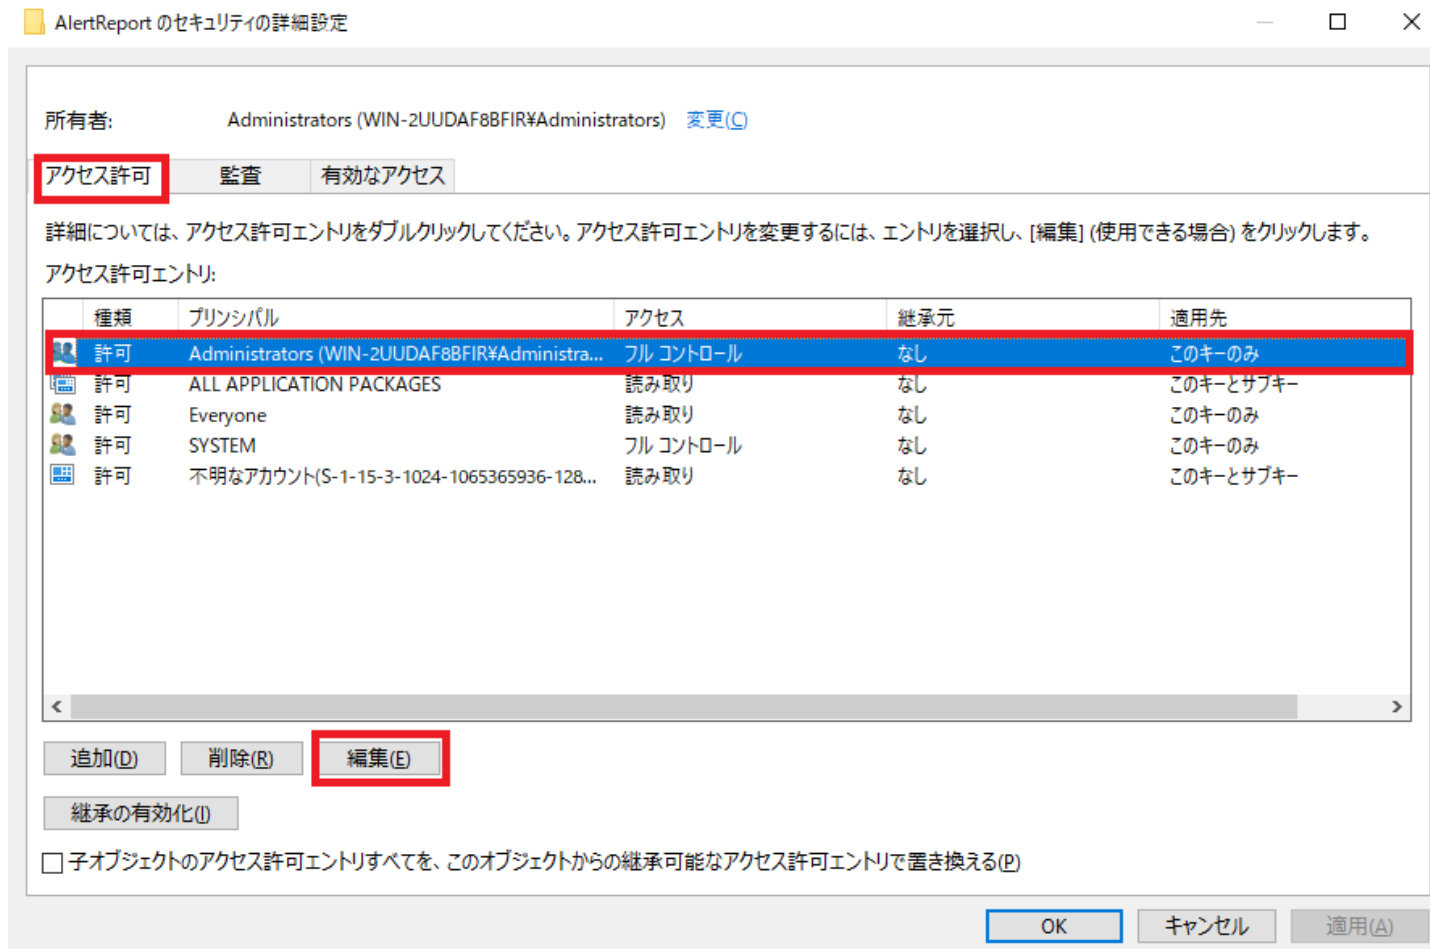 AlertReport のセキュリティの詳細設定
所有者: Administrators (WIN-2UUDAF8BFIR¥Administrators) 変更(C)
アクセス許可 監査 有効なアクセス
詳細については、アクセス許可エントリをダブルクリックしてください。アクセス許可エントリを変更するには、エントリを選択し、[編集] (使用できる場合) をクリックします。
アクセス許可エントリ:
種類 プリンシパル アクセス 継承元 適用先
許可 Administrators (WIN-2UUDAF8BFIR¥Administra... フル コントロール なし このキーのみ
許可 ALL APPLICATION PACKAGES 読み取り なし このキーとサブキー
許可 Everyone 読み取り なし このキーのみ
許可 SYSTEM フル コントロール なし このキーのみ
許可 不明なアカウント(S-1-15-3-1024-1065365936-128... 読み取り なし このキーとサブキー
追加(D) 削除(R) 編集(E)
継承の有効化(I)
子オブジェクトのアクセス許可エントリすべてを、このオブジェクトからの継承可能なアクセス許可エントリで置き換える(P)
OK キャンセル 適用(A)